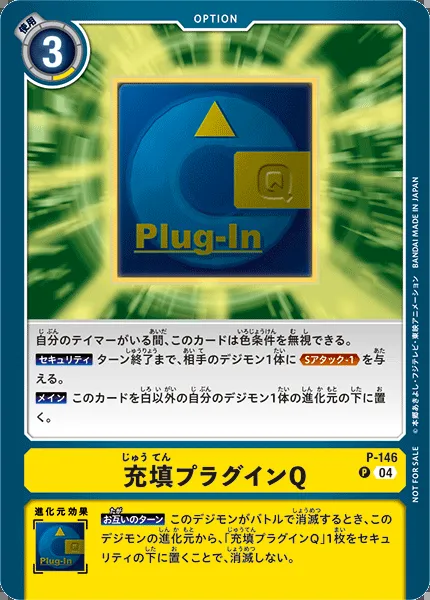 OPTION
使用
3
Q
Plug-In
自分のテイマーがいる間、このカードは色条件を無視できる。
セキュリティ ターン終了まで、相手のデジモン1体に Sアタック-1 を与
える。
メイン このカードを白以外の自分のデジモン1体の進化元の下に置
く。
P-146
P 04
じゅうてん
充填プラグインQ
進化元効果
Plug-In
お互いのターン このデジモンがバトルで消滅するとき、この
デジモンの進化元から、「充填プラグインQ」1枚をセキュ
リティの下に置くことで、消滅しない。
©本郷あきよし・フジテレビ・東映アニメーション BANDAI MADE IN JAPAN
NOT FOR SALE